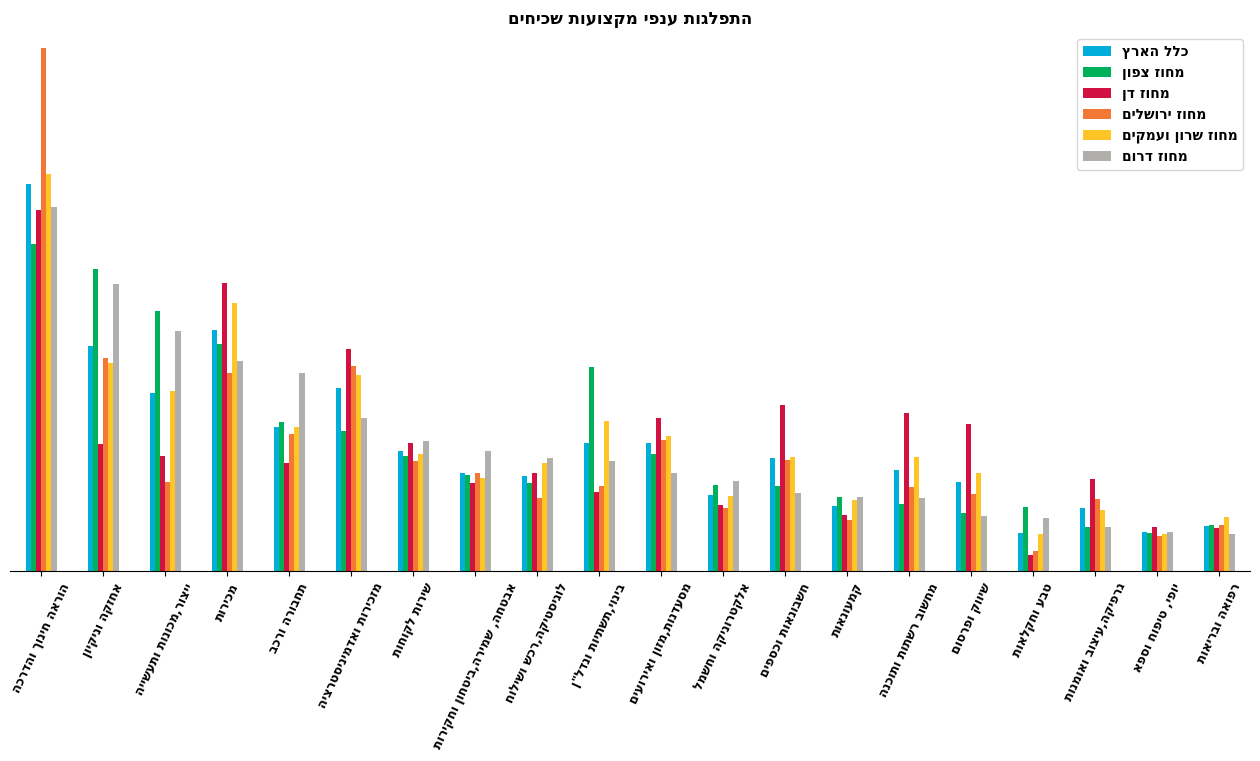 התפלגות ענפי מקצועות שכיחים
כלל הארץ
מחוז צפון
מחוז דן
מחוז ירושלים
מחוז שרון ועמקים
מחוז דרום
הוראה חינוך והדרכה
אחזקה וניקיון
ייצור,מכונות ותעשייה
מכירות
תחבורה ורכב
מזכירות ואדמיניסטרציה
שירות לקוחות
אבטחה, שמירה,ביטחון וחקירות
לוגיסטיקה,רכש ושילוח
בינוי,תשתיות ונדל"ן
מסעדנות,מזון ואירועים
אלקטרוניקה וחשמל
חשבונאות וכספים
קמעונאות
מחשוב רשתות ותוכנה
שיווק ופרסום
טבע וחקלאות
גרפיקה,עיצוב ואומנות
יופי, טיפוח וספא
רפואה ובריאות